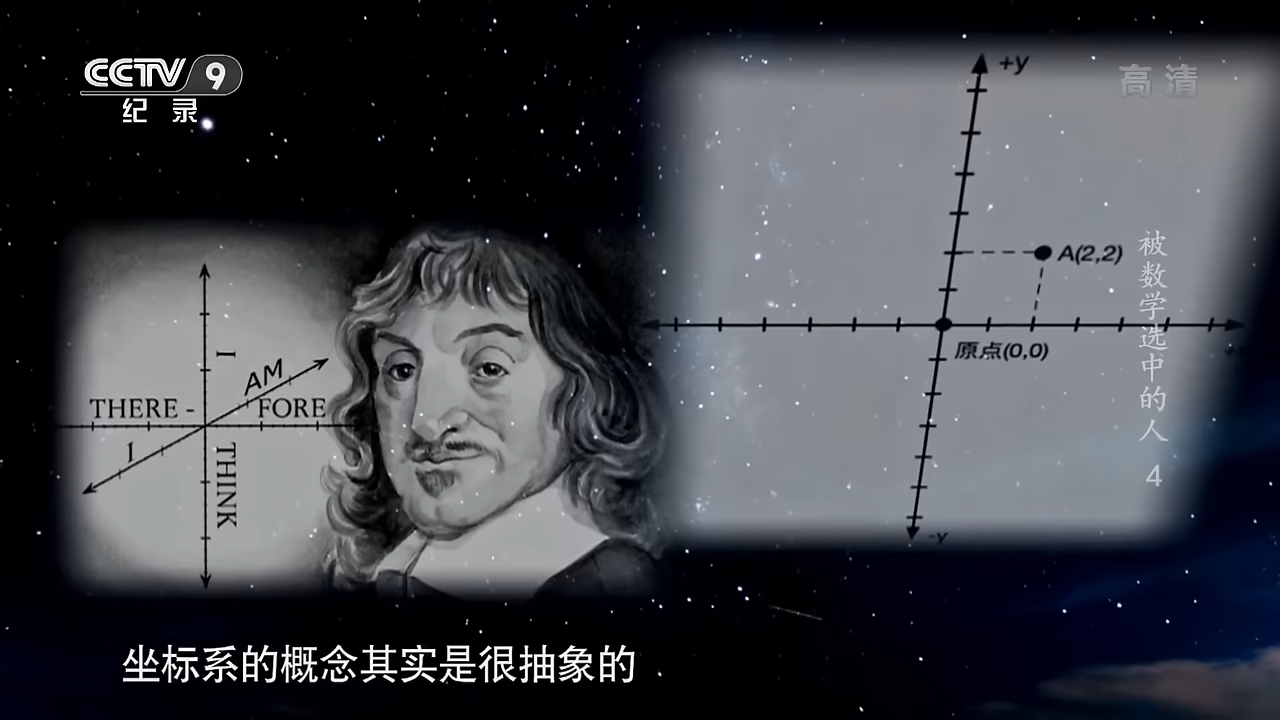 CCTV 9
纪录
高清
+y
A(2,2)
原点(0,0)
-y
I
AM
THERE -
FORE
I
THINK
被数学选中的人 4
坐标系的概念其实是很抽象的